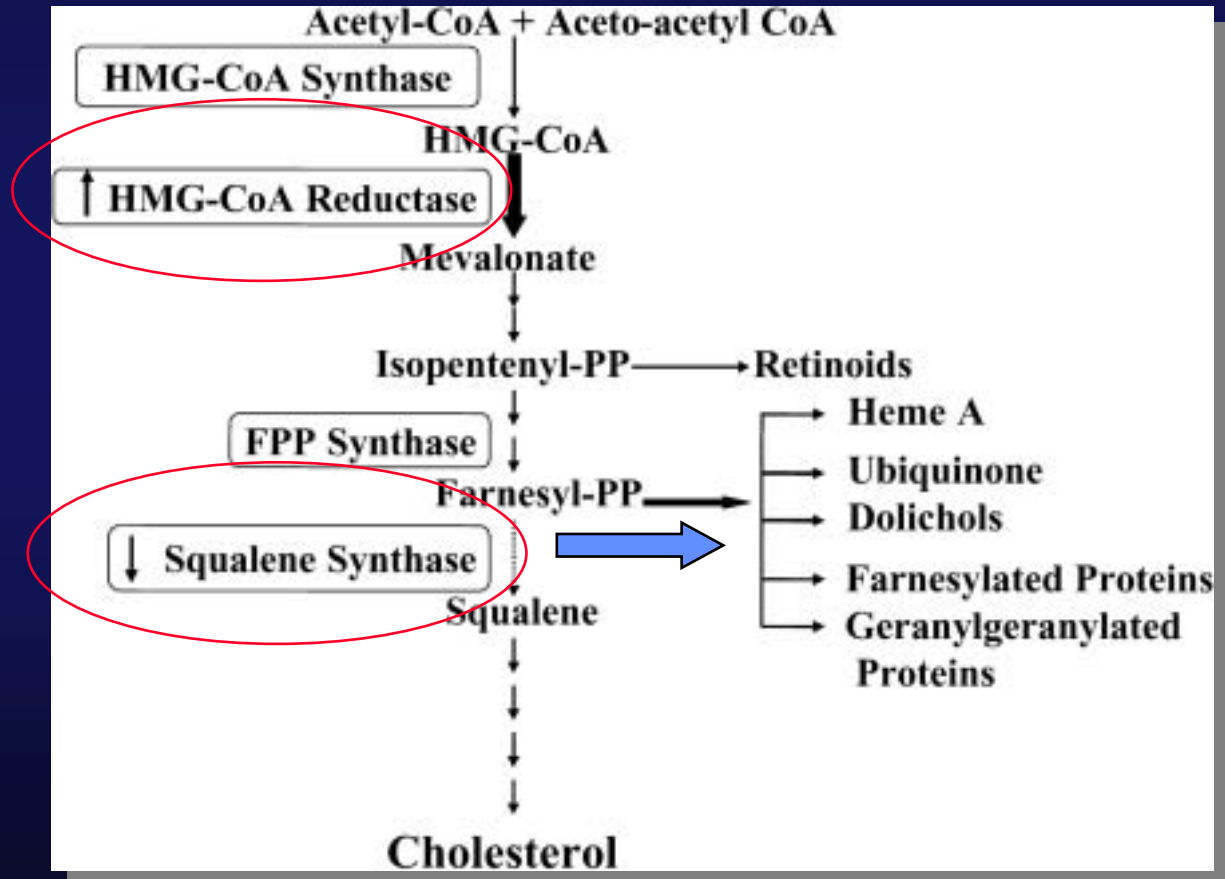 Acetyl-CoA + Aceto-acetyl CoA
HMG-CoA Synthase
HMG-CoA
↑ HMG-CoA Reductase
Mevalonate
Isopentenyl-PP
Retinoids
Heme A
FPP Synthase
Ubiquinone
Farnesyl-PP
Dolichols
↓ Squalene Synthase
Farnesylated Proteins
Squalene
Geranylgeranylated
Proteins
Cholesterol